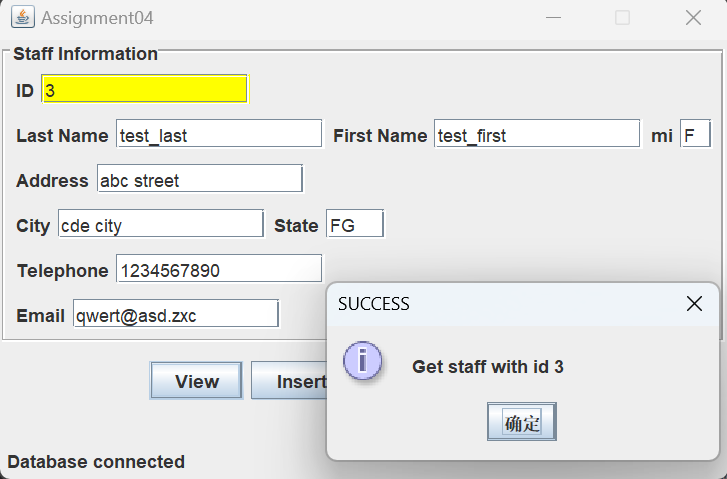 Assignment04
Staff Information
ID 3
Last Name test_last First Name test_first mi F
Address abc street
City cde city State FG
Telephone 1234567890
Email qwert@asd.zxc
View Insert
SUCCESS
Get staff with id 3
确定
Database connected